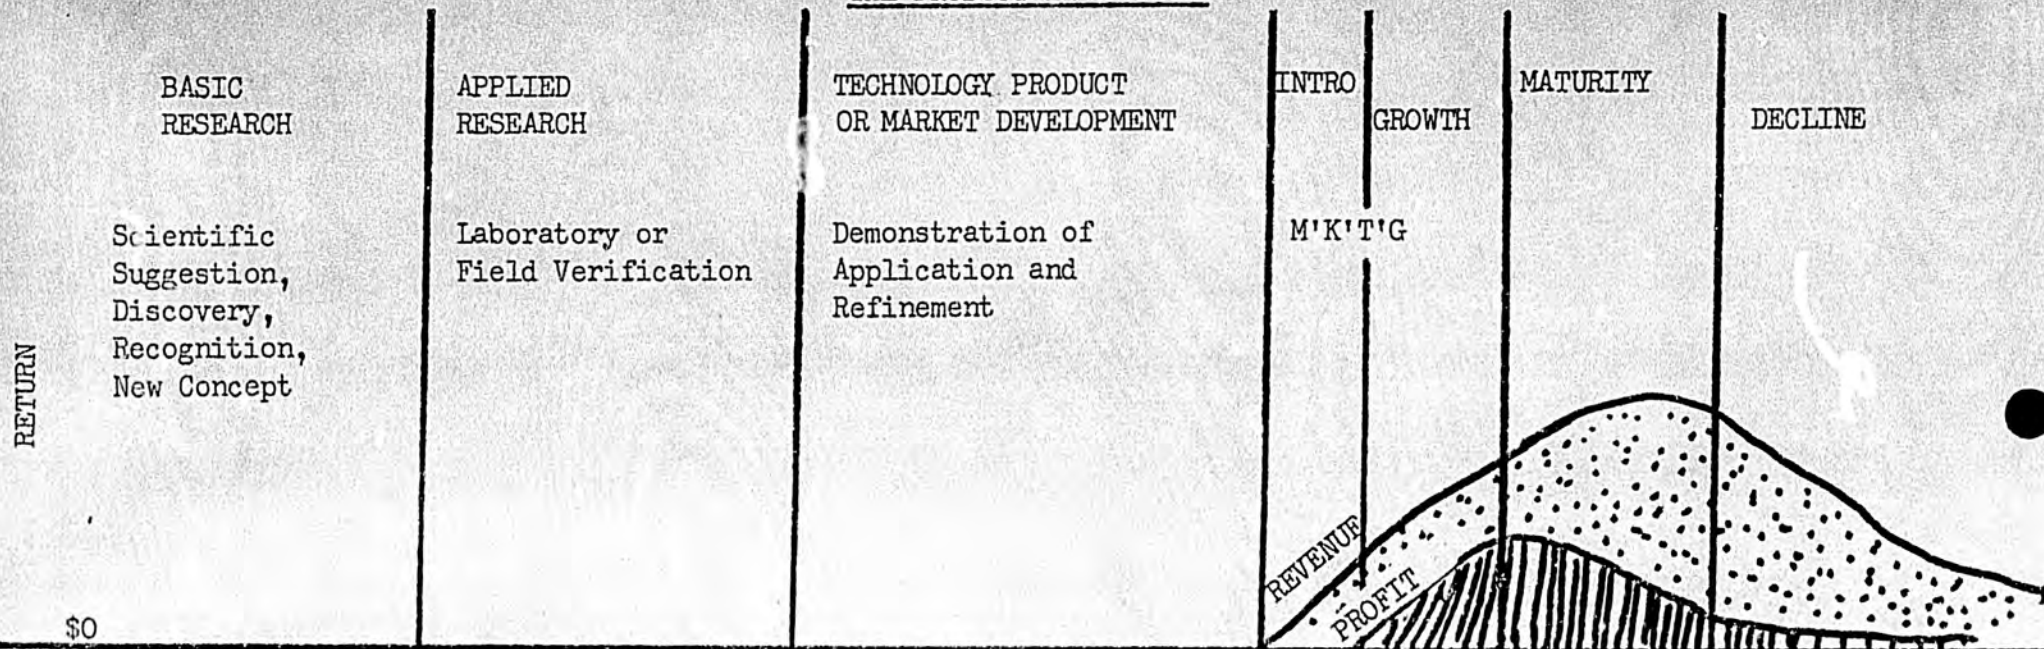 BASIC
RESEARCH
APPLIED
RESEARCH
TECHNOLOGY PRODUCT
OR MARKET DEVELOPMENT
INTRO
GROWTH
MATURITY
DECLINE
Scientific
Suggestion,
Discovery,
Recognition,
New Concept
Laboratory or
Field Verification
Demonstration of
Application and
Refinement
M'K'T'G
RETURN
REVENUE
PROFIT
$0